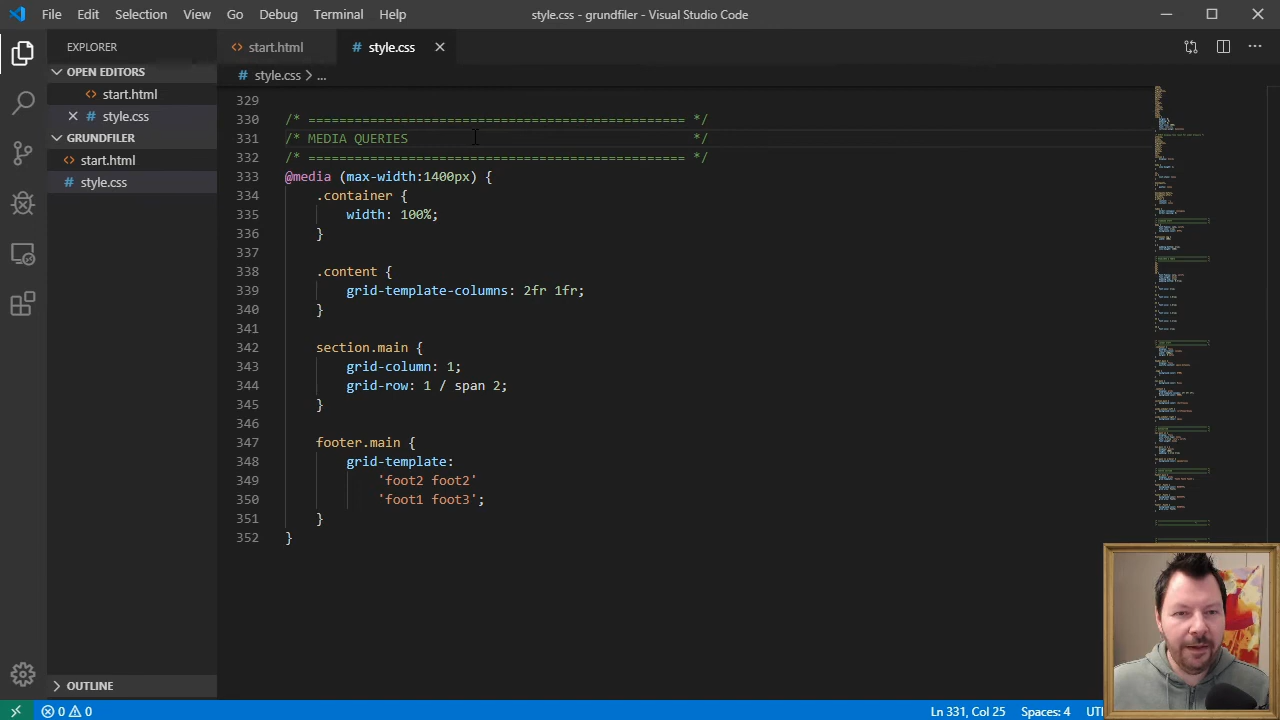 File Edit Selection View Go Debug Terminal Help
style.css - grundfiler - Visual Studio Code
EXPLORER
OPEN EDITORS
start.html
style.css
GRUNDFILER
start.html
style.css
OUTLINE
start.html
# style.css
# style.css > ...
329
330 /* ================================================= */
331 /* MEDIA QUERIES */
332 /* ================================================= */
333 @media (max-width:1400px) {
334 .container {
335 width: 100%;
336 }
337
338 .content {
339 grid-template-columns: 2fr 1fr;
340 }
341
342 section.main {
343 grid-column: 1;
344 grid-row: 1 / span 2;
345 }
346
347 footer.main {
348 grid-template:
349 'foot2 foot2'
350 'foot1 foot3';
351 }
352 }
0 0
Ln 331, Col 25 Spaces: 4